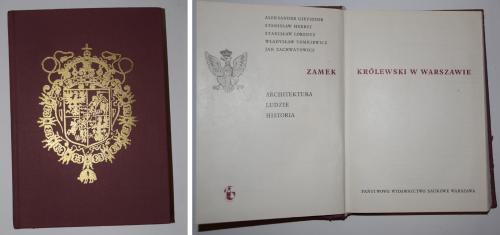 ALEKSANDER GIEYSZTOR
STANISŁAW HERBST
STANISŁAW LORENTZ
WŁADYSŁAW TOMKIEWICZ
JAN ZACHWATOWICZ
ZAMEK KRÓLEWSKI W WARSZAWIE
ARCHITEKTURA
LUDZIE
HISTORIA
PAŃSTWOWE WYDAWNICTWO NAUKOWE WARSZAWA